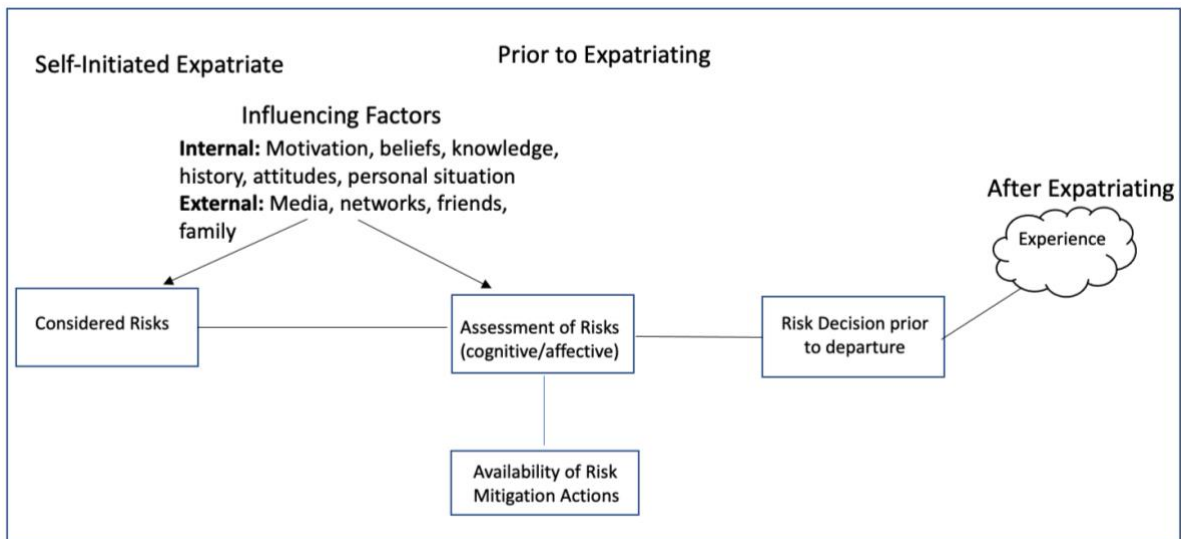 Self-Initiated Expatriate
Prior to Expatriating
Influencing Factors
Internal: Motivation, beliefs, knowledge,
history, attitudes, personal situation
External: Media, networks, friends,
family
After Expatriating
Experience
Considered Risks
Assessment of Risks
(cognitive/affective)
Risk Decision prior
to departure
Availability of Risk
Mitigation Actions